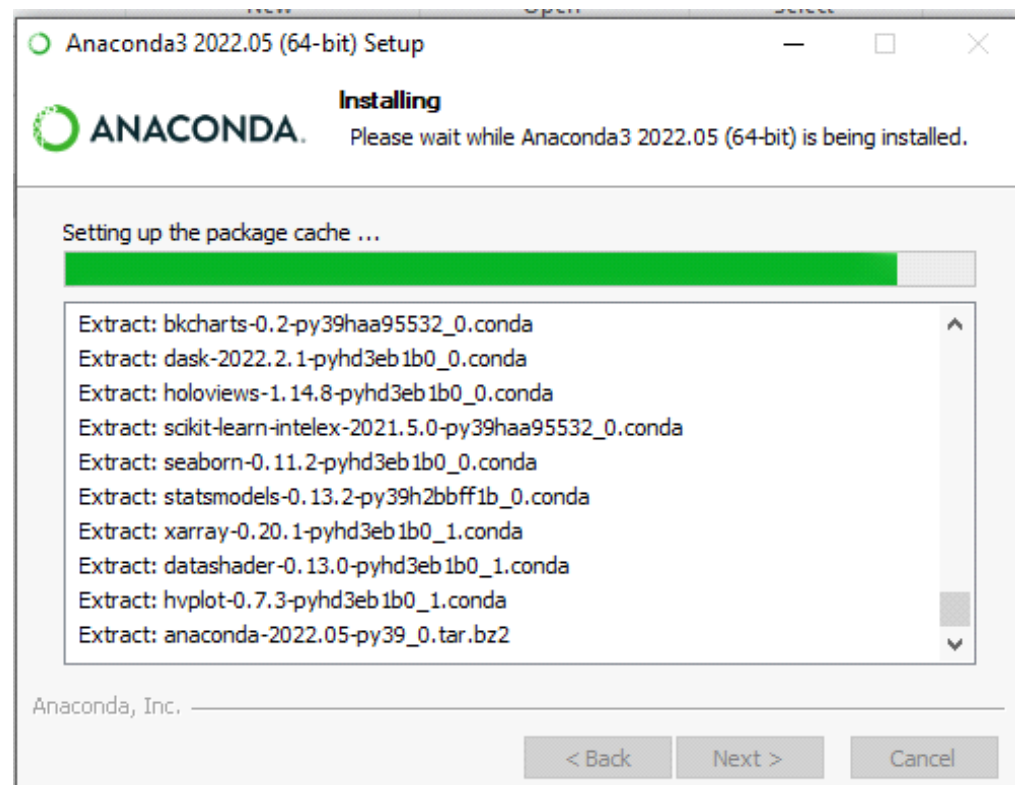 New Open Select
Anaconda3 2022.05 (64-bit) Setup
ANACONDA.
Installing
Please wait while Anaconda3 2022.05 (64-bit) is being installed.
Setting up the package cache ...
Extract: bkcharts-0.2-py39haa95532_0.conda
Extract: dask-2022.2.1-pyhd3eb1b0_0.conda
Extract: holoviews-1.14.8-pyhd3eb1b0_0.conda
Extract: scikit-learn-intelex-2021.5.0-py39haa95532_0.conda
Extract: seaborn-0.11.2-pyhd3eb1b0_0.conda
Extract: statsmodels-0.13.2-py39h2bbff1b_0.conda
Extract: xarray-0.20.1-pyhd3eb1b0_1.conda
Extract: datashader-0.13.0-pyhd3eb1b0_1.conda
Extract: hvplot-0.7.3-pyhd3eb1b0_1.conda
Extract: anaconda-2022.05-py39_0.tar.bz2
Anaconda, Inc.
< Back Next > Cancel